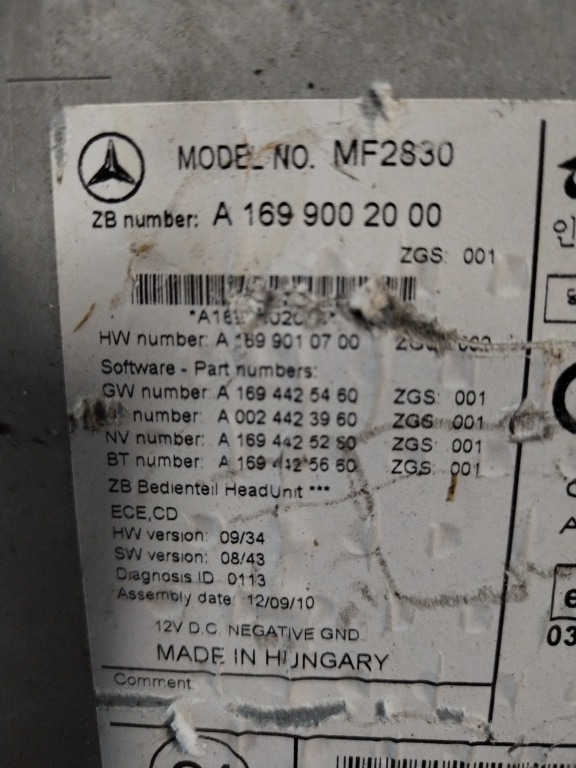 MODEL NO. MF2830
ZB number: A 169 900 20 00
ZGS: 001
HW number: A 169 901 07 00
Software - Part numbers:
GW number: A 169 442 54 60 ZGS: 001
number: A 002 442 39 60 ZGS: 001
NV number: A 169 442 52 60 ZGS: 001
BT number: A 169 442 56 60 ZGS: 001
ZB Bedienteil HeadUnit ***
ECE,CD
HW version: 09/34
SW version: 08/43
Diagnosis ID 0113
Assembly date: 12/09/10
12V D.C. NEGATIVE GND
MADE IN HUNGARY
Comment
인
03